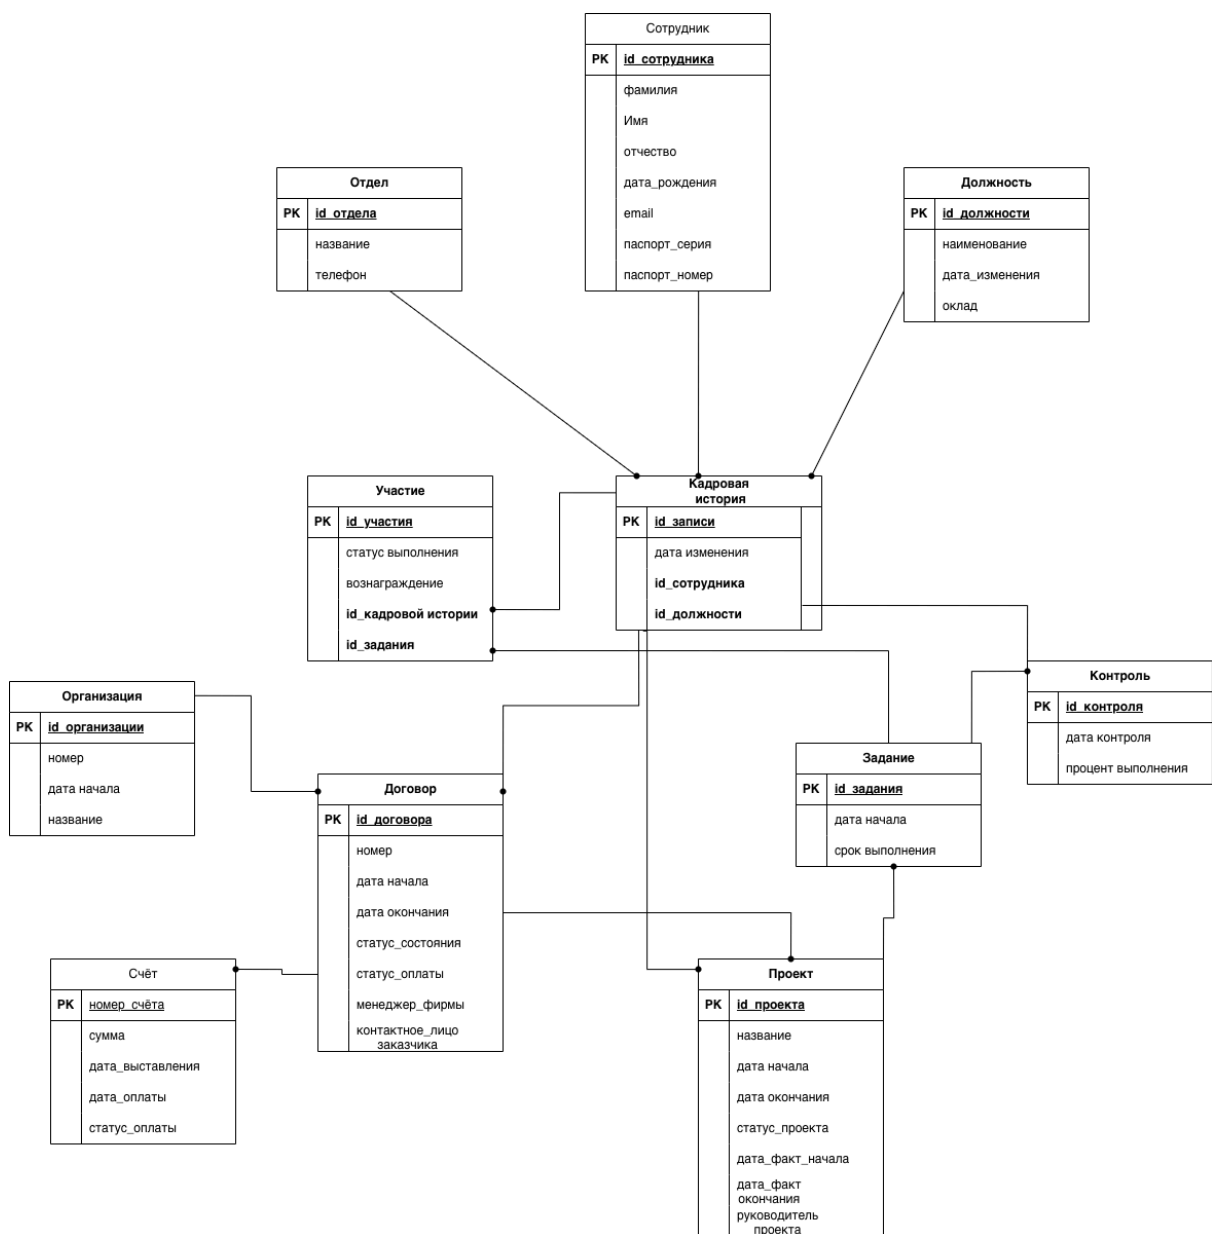 Сотрудник
PK id_сотрудника
фамилия
Имя
отчество
дата_рождения
email
паспорт_серия
паспорт_номер
Отдел
PK id_отдела
название
телефон
Должность
PK id_должности
наименование
дата_изменения
оклад
Участие
PK id_участия
статус выполнения
вознаграждение
id_кадровой истории
id_задания
Кадровая
история
PK id_записи
дата изменения
id_сотрудника
id_должности
Контроль
PK id_контроля
дата контроля
процент выполнения
Организация
PK id_организации
номер
дата начала
название
Задание
PK id_задания
дата начала
срок выполнения
Договор
PK id_договора
номер
дата начала
дата окончания
статус_состояния
статус_оплаты
менеджер_фирмы
контактное_лицо
заказчика
Счёт
PK номер_счёта
сумма
дата_выставления
дата_оплаты
статус_оплаты
Проект
PK id_проекта
название
дата начала
дата окончания
статус_проекта
дата_факт_начала
дата_факт
окончания
руководитель
проекта